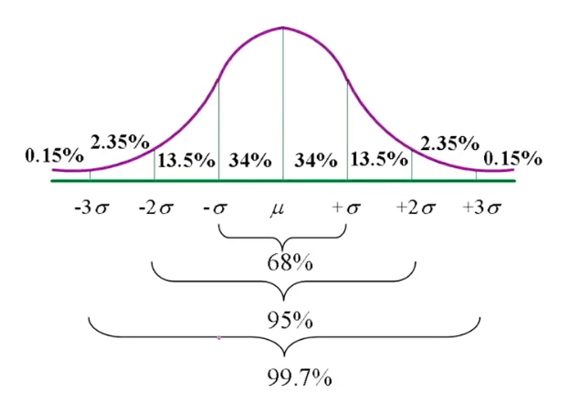 2.35% 2.35%
0.15% 13.5% 34% 34% 13.5% 0.15%
-3σ -2σ -σ μ +σ +2σ +3σ
68%
95%
99.7%